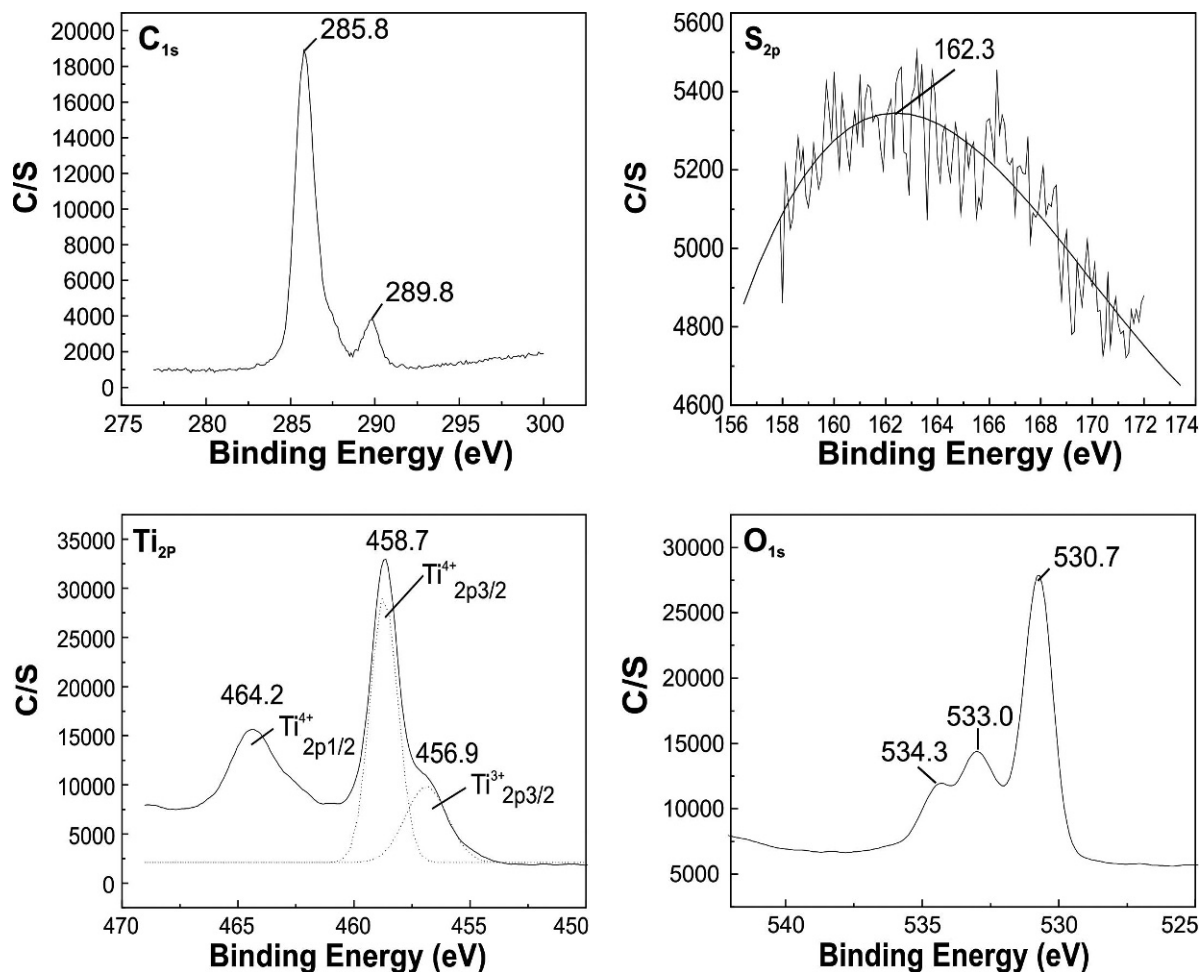 C1s
285.8
289.8
C/S
20000
18000
16000
14000
12000
10000
8000
6000
4000
2000
0
275 280 285 290 295 300
Binding Energy (eV)
S2p
162.3
C/S
5600
5400
5200
5000
4800
4600
156 158 160 162 164 166 168 170 172 174
Binding Energy (eV)
Ti2P
458.7
Ti4+ 2p3/2
464.2
Ti4+ 2p1/2
456.9
Ti3+ 2p3/2
C/S
35000
30000
25000
20000
15000
10000
5000
0
470 465 460 455 450
Binding Energy (eV)
O1s
530.7
533.0
534.3
C/S
30000
25000
20000
15000
10000
5000
540 535 530 525
Binding Energy (eV)